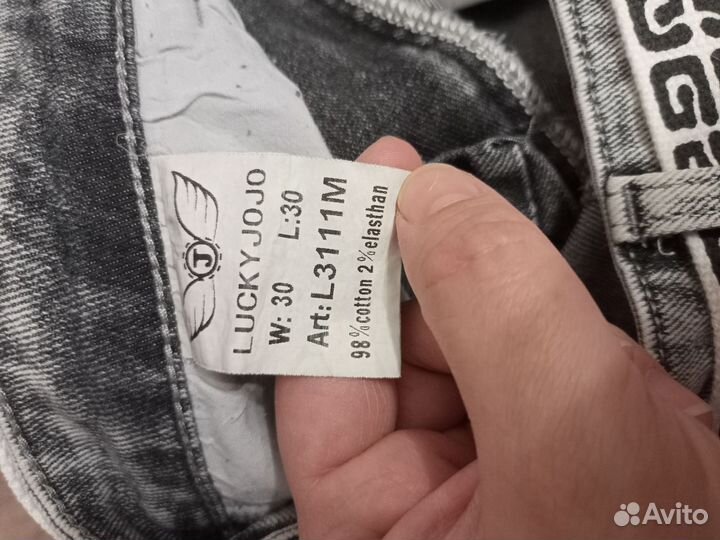 J
LUCKYJOJO
W: 30 L:30
Art: L3111M
98%cotton 2%elasthan
Avito